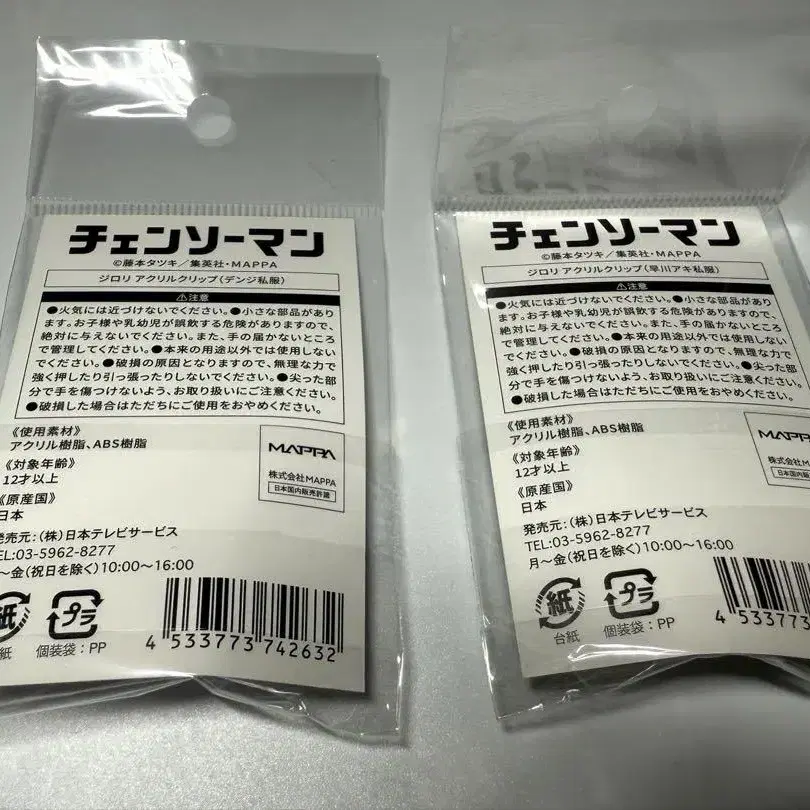 チェンソーマン
©藤本タツキ／集英社・MAPPA
ジロリ アクリルクリップ（デンジ私服）
⚠注意
●火気には近づけないでください。●小さな部品があり
ます。お子様や乳幼児が誤飲する危険がありますので、
絶対に与えないでください。また、手の届かないところ
で管理してください。●本来の用途以外では使用しない
でください。●破損の原因となりますので、無理な力で
強く押したり引っ張ったりしないでください。●尖った部
分で手を傷つけないよう、お取り扱いにご注意ください。
●破損した場合はただちにご使用をおやめください。
《使用素材》
アクリル樹脂、ABS樹脂
《対象年齢》
12才以上
《原産国》
日本
MAPPA
株式会社MAPPA
日本国内販売許諾
発売元：（株）日本テレビサービス
TEL:03-5962-8277
～金（祝日を除く）10:00～16:00
紙
プラ
紙
個装袋：PP
4 533773 742632
チェンソーマン
©藤本タツキ／集英社・MAPPA
ジロリ アクリルクリップ（早川アキ私服）
⚠注意
●火気には近づけないでください。●小さな部品があり
ます。お子様や乳幼児が誤飲する危険がありますので、
絶対に与えないでください。また、手の届かないところ
で管理してください。●本来の用途以外では使用しない
でください。●破損の原因となりますので、無理な力で
強く押したり引っ張ったりしないでください。●尖った部
分で手を傷つけないよう、お取り扱いにご注意ください。
●破損した場合はただちにご使用をおやめください。
《使用素材》
アクリル樹脂、ABS樹脂
《対象年齢》
12才以上
《原産国》
日本
MAPPA
株式会社MAPPA
日本国内販売許諾
発売元：（株）日本テレビサービス
TEL:03-5962-8277
月～金（祝日を除く）10:00～16:00
紙
プラ
台紙
個装袋：PP
4 533773